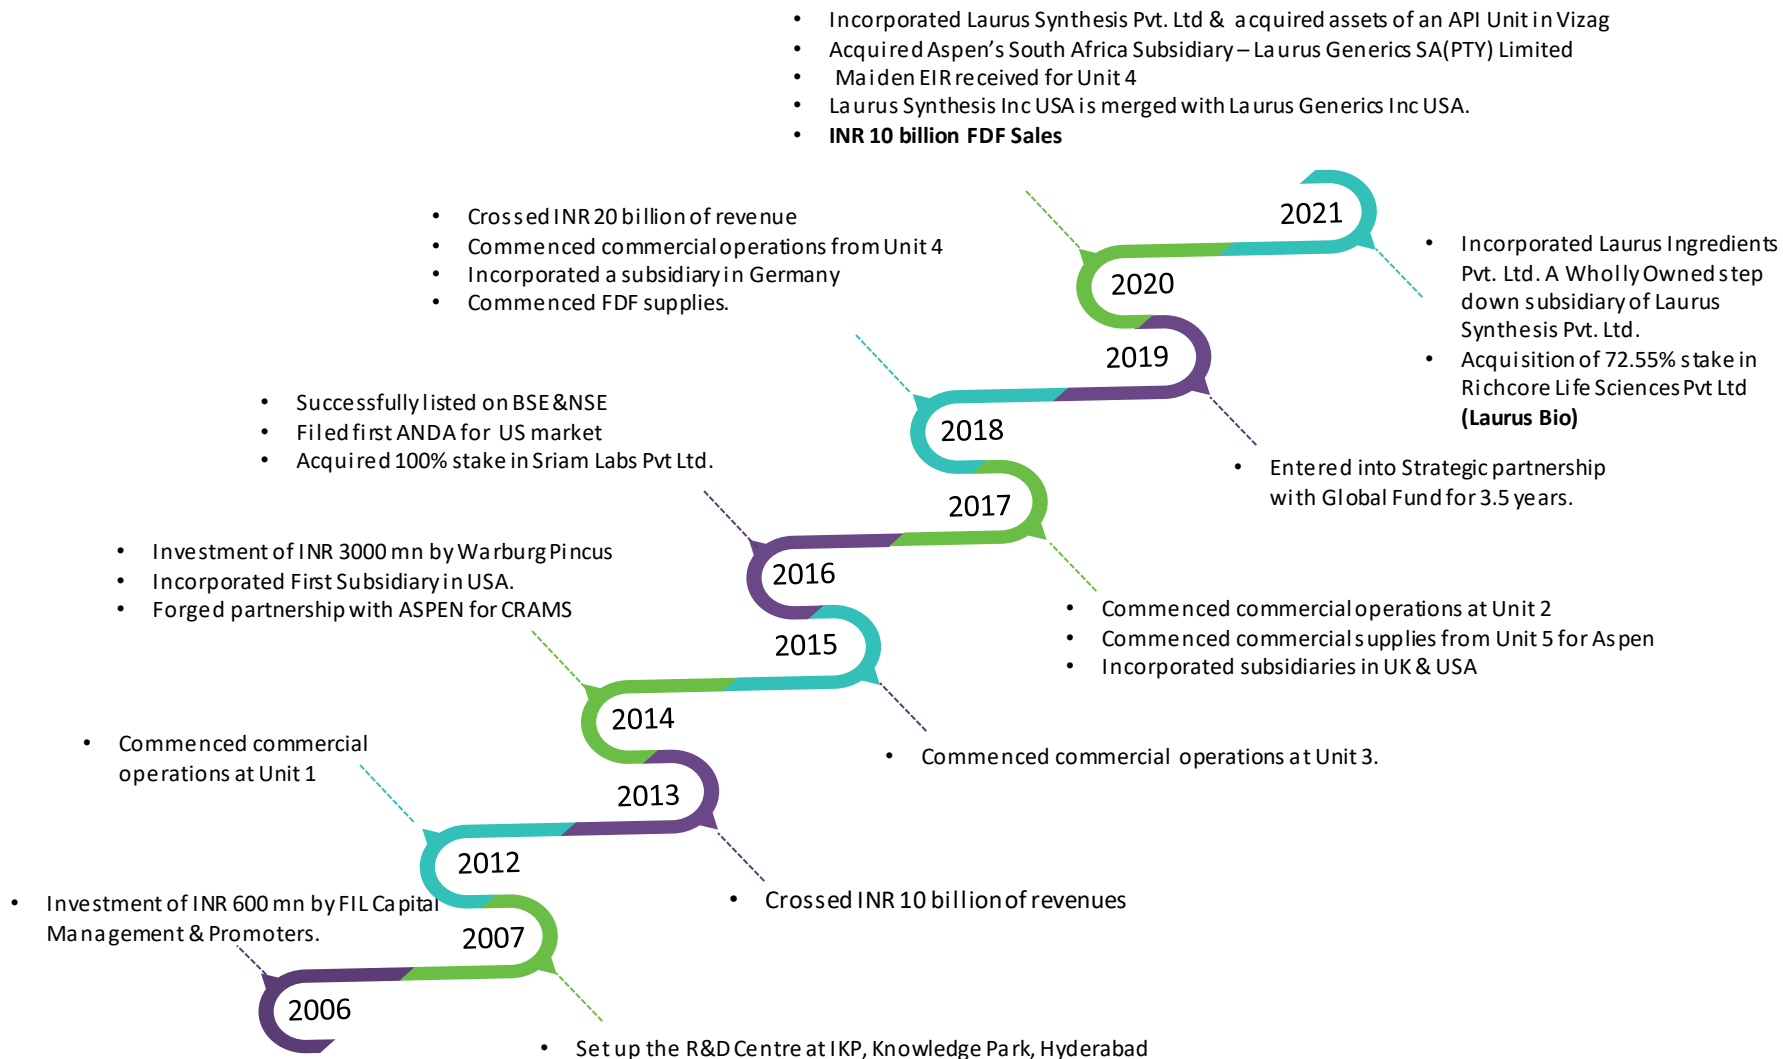 • Incorporated Laurus Synthesis Pvt. Ltd & acquired assets of an API Unit in Vizag
• Acquired Aspen's South Africa Subsidiary – Laurus Generics SA(PTY) Limited
• Maiden EIR received for Unit 4
• Laurus Synthesis Inc USA is merged with Laurus Generics Inc USA.
• INR 10 billion FDF Sales
2021
• Incorporated Laurus Ingredients
Pvt. Ltd. A Wholly Owned step
down subsidiary of Laurus
Synthesis Pvt. Ltd.
• Acquisition of 72.55% stake in
Richcore Life Sciences Pvt Ltd
(Laurus Bio)
2020
• Crossed INR 20 billion of revenue
• Commenced commercial operations from Unit 4
• Incorporated a subsidiary in Germany
• Commenced FDF supplies.
2019
• Entered into Strategic partnership
with Global Fund for 3.5 years.
2018
• Successfully listed on BSE & NSE
• Filed first ANDA for US market
• Acquired 100% stake in Sriam Labs Pvt Ltd.
2017
• Commenced commercial operations at Unit 2
• Commenced commercial supplies from Unit 5 for Aspen
• Incorporated subsidiaries in UK & USA
2016
• Investment of INR 3000 mn by Warburg Pincus
• Incorporated First Subsidiary in USA.
• Forged partnership with ASPEN for CRAMS
2015
• Commenced commercial operations at Unit 3.
2014
• Commenced commercial
operations at Unit 1
2013
• Crossed INR 10 billion of revenues
2012
• Investment of INR 600 mn by FIL Capital
Management & Promoters.
2007
2006
• Set up the R&D Centre at IKP, Knowledge Park, Hyderabad